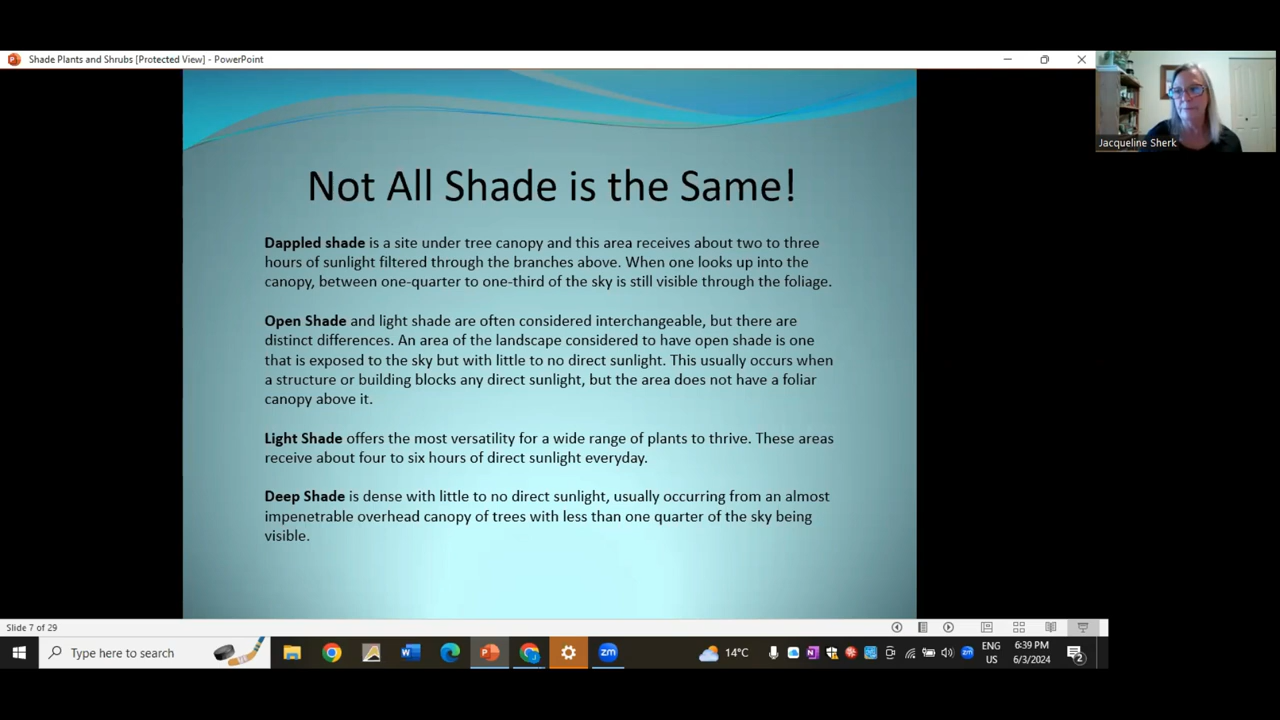 Shade Plants and Shrubs [Protected View] - PowerPoint
Jacqueline Sherk
Not All Shade is the Same!
Dappled shade is a site under tree canopy and this area receives about two to three
hours of sunlight filtered through the branches above. When one looks up into the
canopy, between one-quarter to one-third of the sky is still visible through the foliage.
Open Shade and light shade are often considered interchangeable, but there are
distinct differences. An area of the landscape considered to have open shade is one
that is exposed to the sky but with little to no direct sunlight. This usually occurs when
a structure or building blocks any direct sunlight, but the area does not have a foliar
canopy above it.
Light Shade offers the most versatility for a wide range of plants to thrive. These areas
receive about four to six hours of direct sunlight everyday.
Deep Shade is dense with little to no direct sunlight, usually occurring from an almost
impenetrable overhead canopy of trees with less than one quarter of the sky being
visible.
Slide 7 of 29
Type here to search
W
zm
14°C
zm
ENG
US
6:39 PM
6/3/2024
2